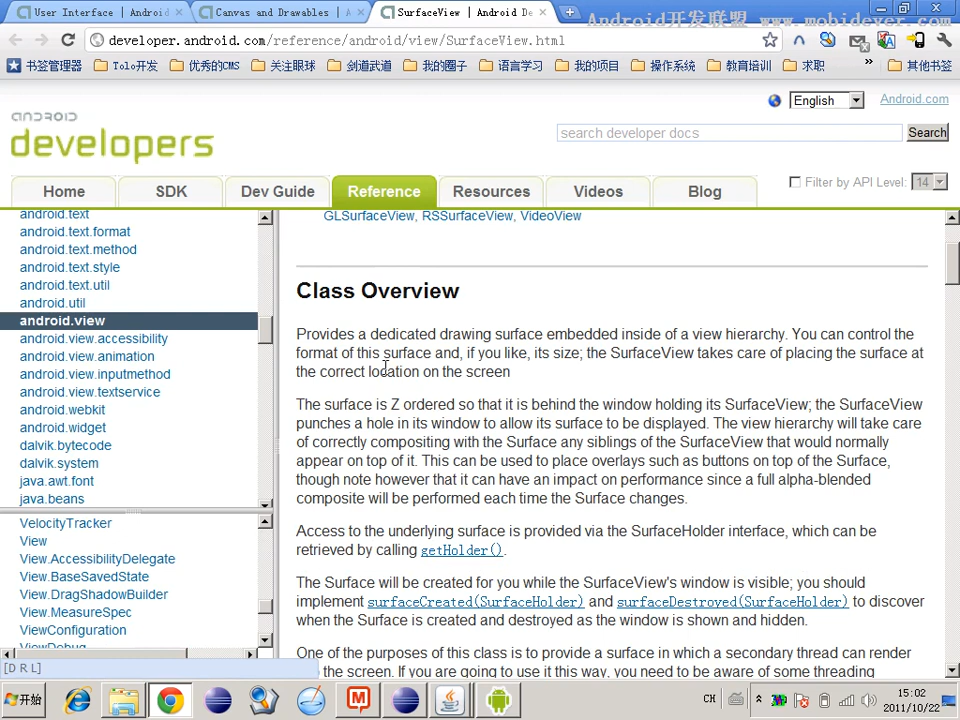 User Interface | Android
Canvas and Drawables | A
SurfaceView | Android De
Android开发联盟 www.mobidever.com
developer.android.com/reference/android/view/SurfaceView.html
书签管理器 Tolo开发 优秀的CMS 关注眼球 剑道武道 我的圈子 语言学习 我的项目 操作系统 教育培训 求职 » 其他书签
English Android.com
android
developers
search developer docs Search
Home SDK Dev Guide Reference Resources Videos Blog
Filter by API Level: 14
android.text
android.text.format
android.text.method
android.text.style
android.text.util
android.util
android.view
android.view.accessibility
android.view.animation
android.view.inputmethod
android.view.textservice
android.webkit
android.widget
dalvik.bytecode
dalvik.system
java.awt.font
java.beans
VelocityTracker
View
View.AccessibilityDelegate
View.BaseSavedState
View.DragShadowBuilder
View.MeasureSpec
ViewConfiguration
ViewDebug
[D R L]
GLSurfaceView, RSSurfaceView, VideoView
Class Overview
Provides a dedicated drawing surface embedded inside of a view hierarchy. You can control the
format of this surface and, if you like, its size; the SurfaceView takes care of placing the surface at
the correct location on the screen
The surface is Z ordered so that it is behind the window holding its SurfaceView; the SurfaceView
punches a hole in its window to allow its surface to be displayed. The view hierarchy will take care
of correctly compositing with the Surface any siblings of the SurfaceView that would normally
appear on top of it. This can be used to place overlays such as buttons on top of the Surface,
though note however that it can have an impact on performance since a full alpha-blended
composite will be performed each time the Surface changes.
Access to the underlying surface is provided via the SurfaceHolder interface, which can be
retrieved by calling getHolder().
The Surface will be created for you while the SurfaceView's window is visible; you should
implement surfaceCreated(SurfaceHolder) and surfaceDestroyed(SurfaceHolder) to discover
when the Surface is created and destroyed as the window is shown and hidden.
One of the purposes of this class is to provide a surface in which a secondary thread can render
the screen. If you are going to use it this way, you need to be aware of some threading
开始
CH
15:02
2011/10/22